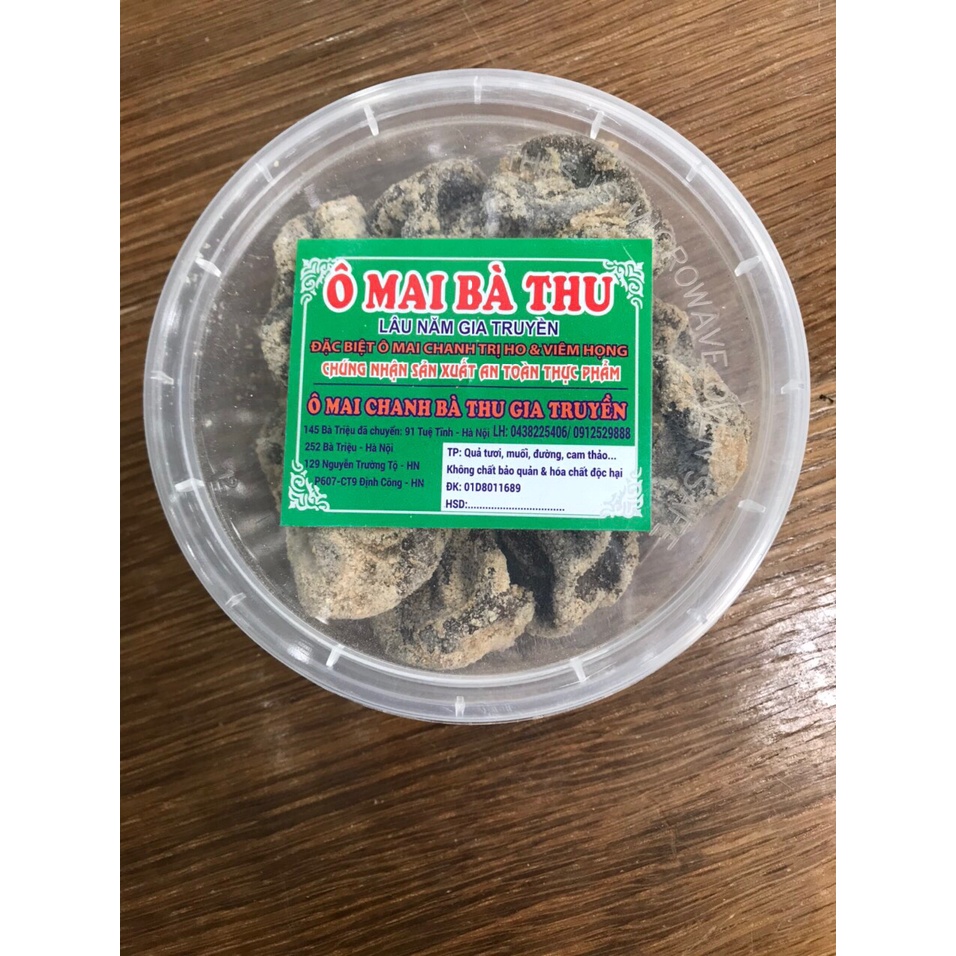 Ô MAI BÀ THU
LÂU NĂM GIA TRUYỀN
ĐẶC BIỆT Ô MAI CHANH TRỊ HO & VIÊM HỌNG
CHỨNG NHẬN SẢN XUẤT AN TOÀN THỰC PHẨM
Ô MAI CHANH BÀ THU GIA TRUYỀN
145 Bà Triệu đã chuyển: 91 Tuệ Tĩnh - Hà Nội LH: 0438225406/ 0912529888
252 Bà Triệu - Hà Nội
129 Nguyễn Trường Tộ - HN
P607-CT9 Định Công - HN
TP: Quả tươi, muối, đường, cam thảo...
Không chất bảo quản & hóa chất độc hại
ĐK: 01D8011689
HSD:................................
MICROWAVE